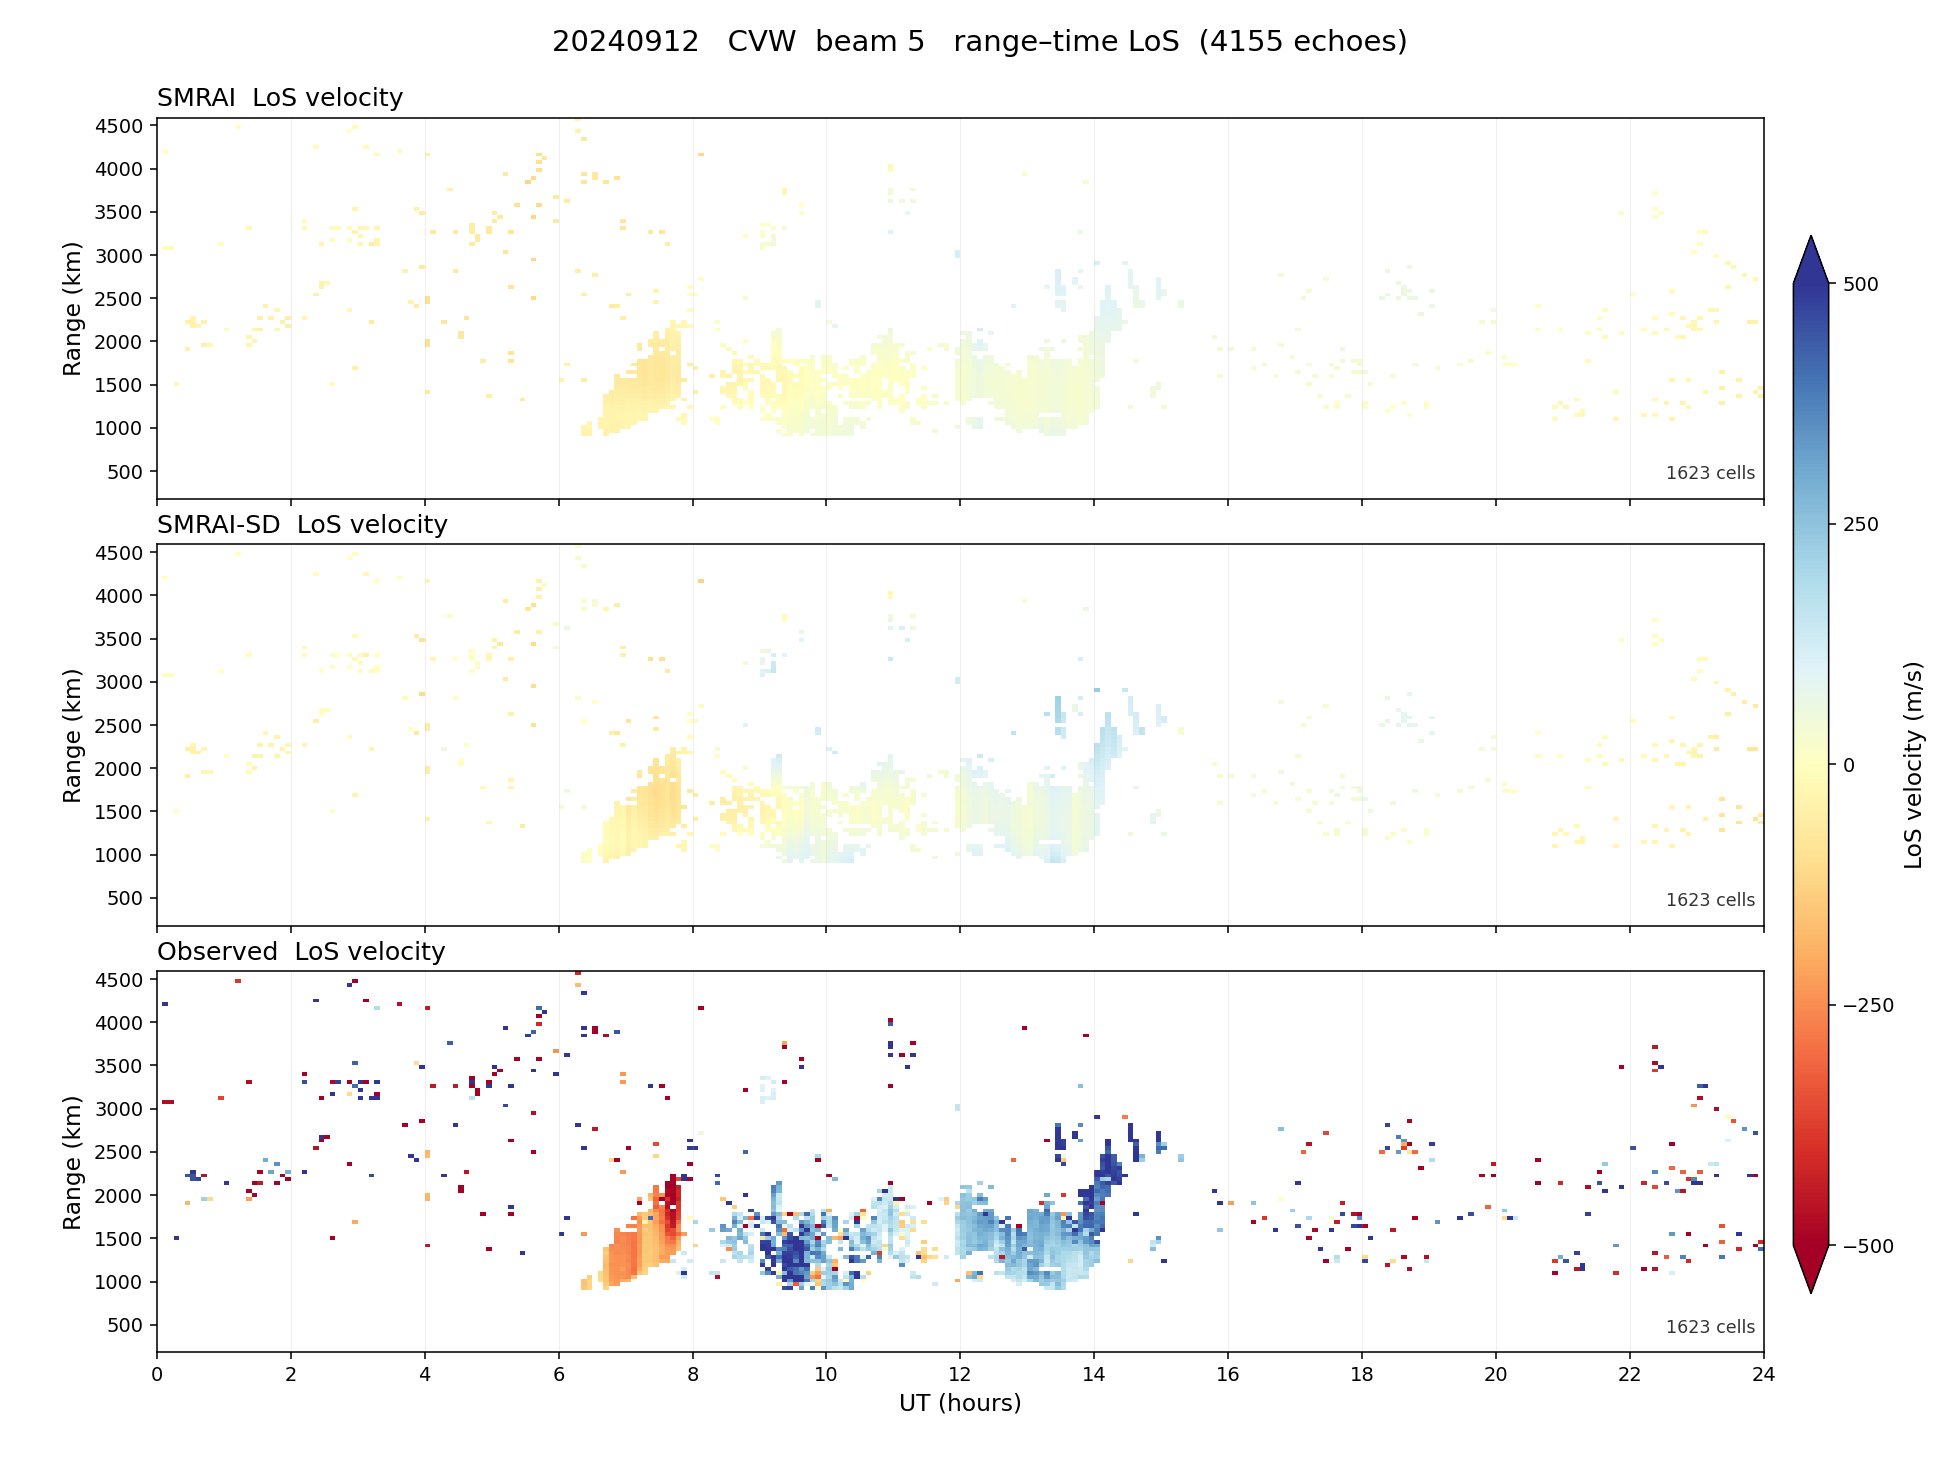 20240912   CVW  beam 5   range–time LoS  (4155 echoes)
SMRAI  LoS velocity
4500
4000
3500
3000
2500
2000
1500
1000
500
Range (km)
1623 cells
SMRAI-SD  LoS velocity
4500
4000
3500
3000
2500
2000
1500
1000
500
Range (km)
1623 cells
Observed  LoS velocity
4500
4000
3500
3000
2500
2000
1500
1000
500
Range (km)
1623 cells
0 2 4 6 8 10 12 14 16 18 20 22 24
UT (hours)
500
250
0
−250
−500
LoS velocity (m/s)